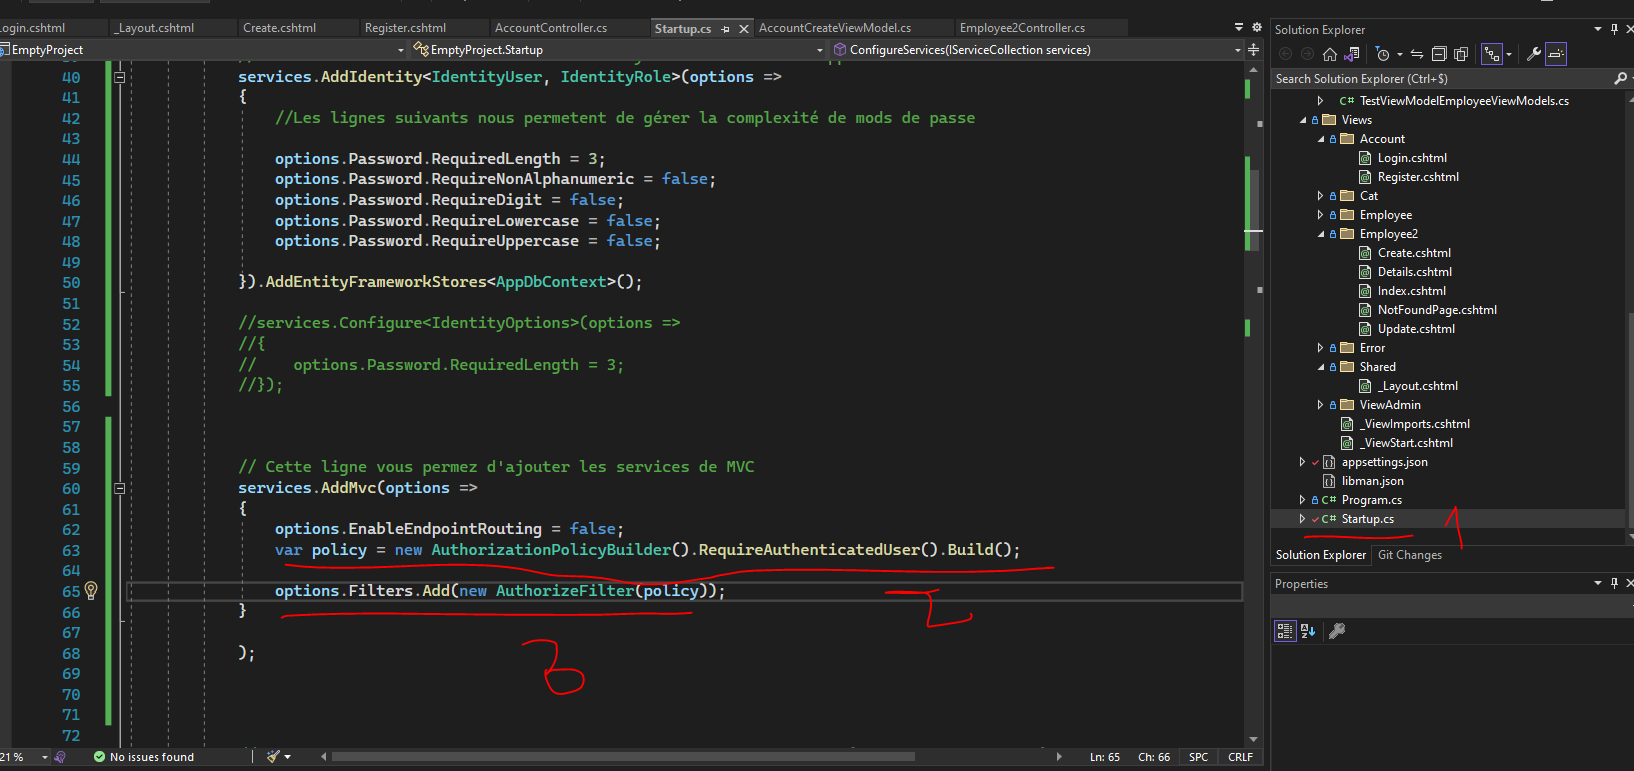 Login.cshtml
_Layout.cshtml
Create.cshtml
Register.cshtml
AccountController.cs
Startup.cs
AccountCreateViewModel.cs
Employee2Controller.cs
EmptyProject
EmptyProject.Startup
ConfigureServices(IServiceCollection services)
40 services.AddIdentity<IdentityUser, IdentityRole>(options =>
41 {
42 //Les lignes suivants nous permetent de gérer la complexité de mods de passe
43
44 options.Password.RequiredLength = 3;
45 options.Password.RequireNonAlphanumeric = false;
46 options.Password.RequireDigit = false;
47 options.Password.RequireLowercase = false;
48 options.Password.RequireUppercase = false;
49
50 }).AddEntityFrameworkStores<AppDbContext>();
51
52 //services.Configure<IdentityOptions>(options =>
53 //{
54 // options.Password.RequiredLength = 3;
55 //});
56
57
58
59 // Cette ligne vous permez d'ajouter les services de MVC
60 services.AddMvc(options =>
61 {
62 options.EnableEndpointRouting = false;
63 var policy = new AuthorizationPolicyBuilder().RequireAuthenticatedUser().Build();
64
65 options.Filters.Add(new AuthorizeFilter(policy));
66 }
67
68 );
69
70
71
72
2
3
21 %
No issues found
Ln: 65
Ch: 66
SPC
CRLF
Solution Explorer
Search Solution Explorer (Ctrl+$)
C# TestViewModelEmployeeViewModels.cs
Views
Account
Login.cshtml
Register.cshtml
Cat
Employee
Employee2
Create.cshtml
Details.cshtml
Index.cshtml
NotFoundPage.cshtml
Update.cshtml
Error
Shared
_Layout.cshtml
ViewAdmin
_ViewImports.cshtml
_ViewStart.cshtml
appsettings.json
libman.json
C# Program.cs
C# Startup.cs
1
Solution Explorer
Git Changes
Properties